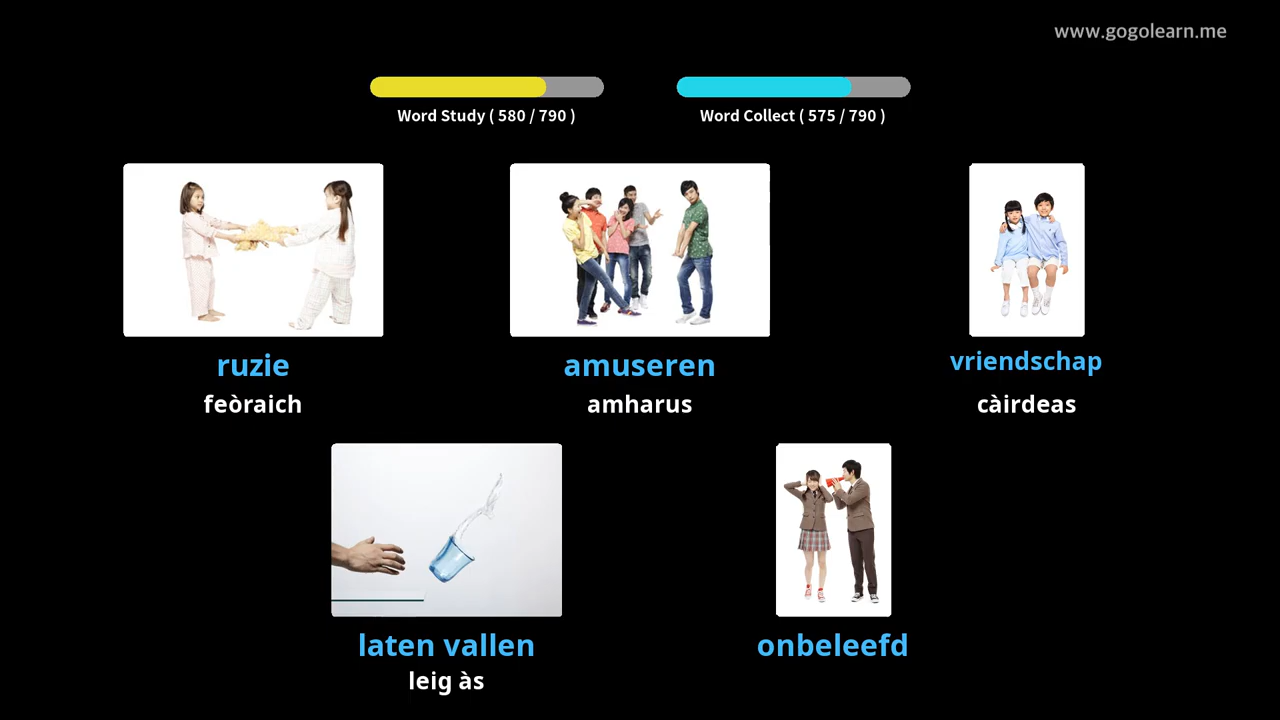 www.gogolearn.me
Word Study ( 580 / 790 )
Word Collect ( 575 / 790 )
ruzie
feòraich
amuseren
amharus
vriendschap
càirdeas
laten vallen
leig às
onbeleefd